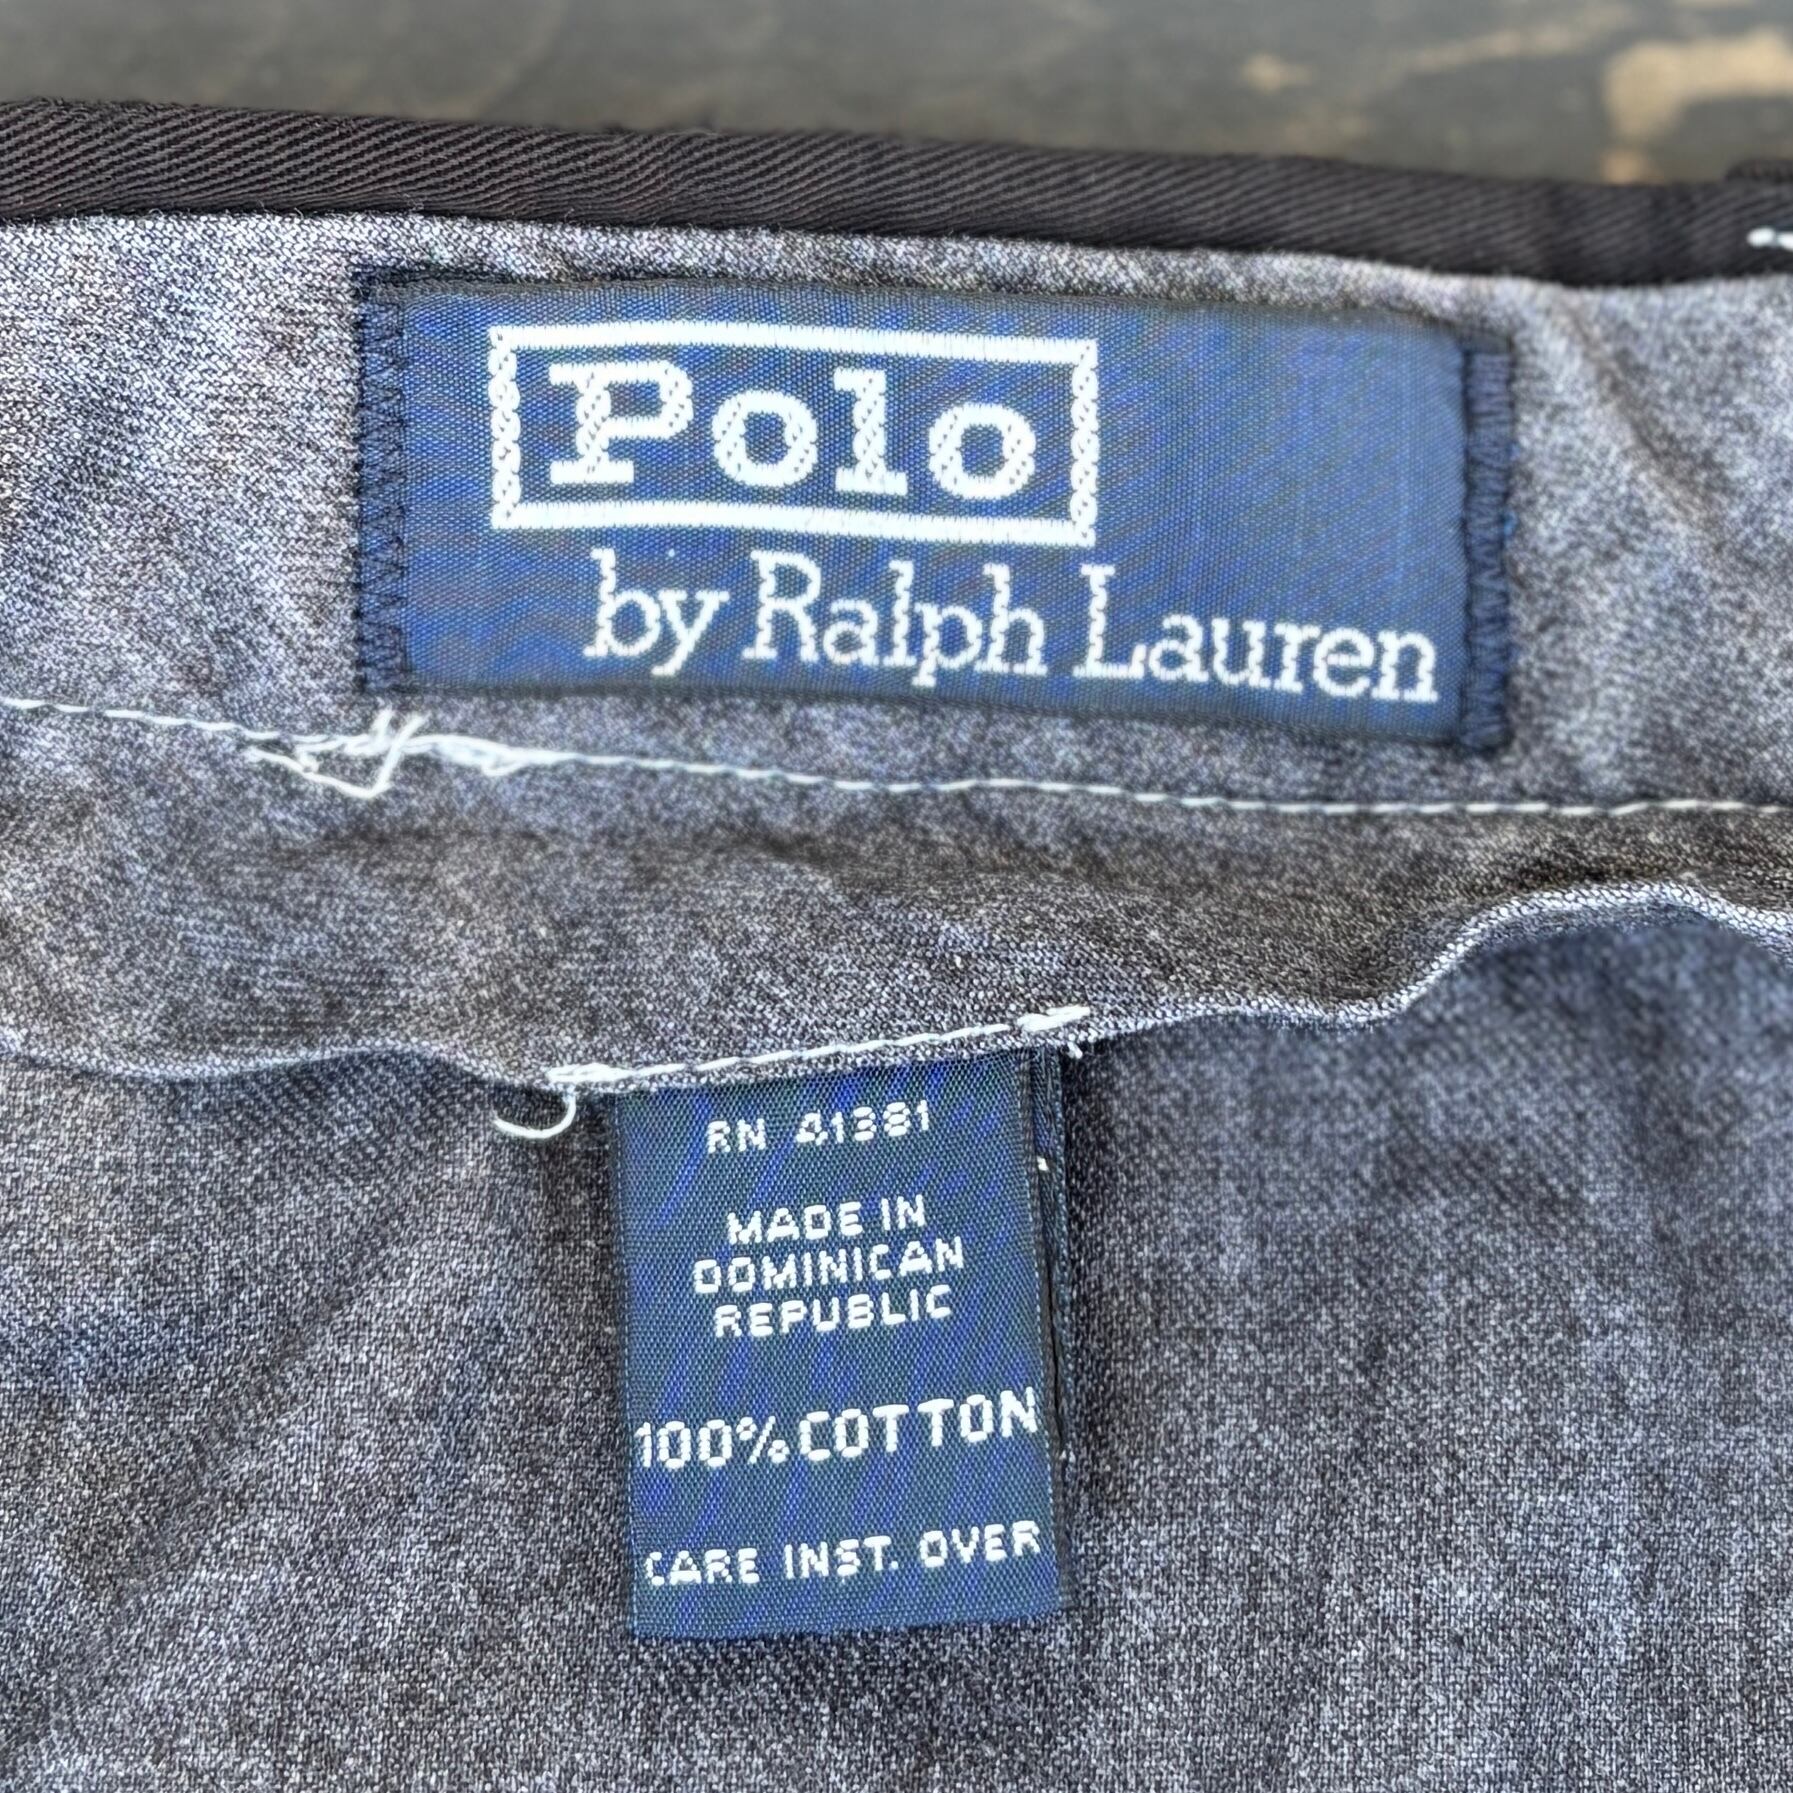 Polo
by Ralph Lauren
RN 41381
MADE IN
DOMINICAN
REPUBLIC
100% COTTON
CARE INST. OVER